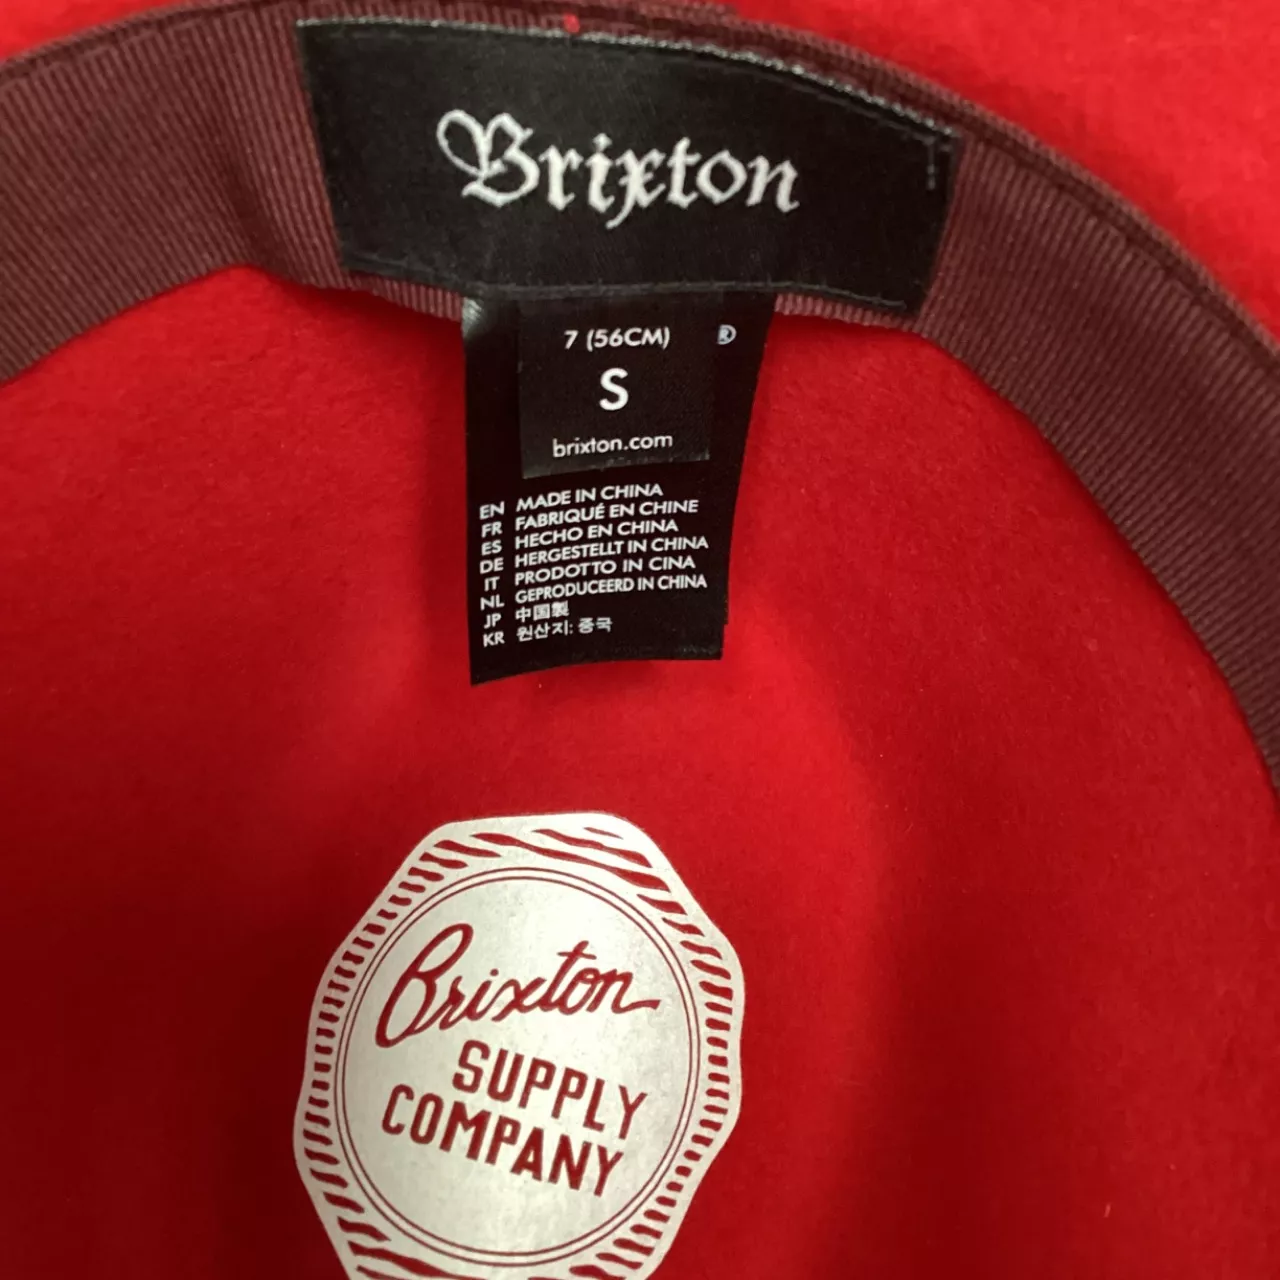 Brixton
7 (56CM) ®
S
brixton.com
EN MADE IN CHINA
FR FABRIQUÉ EN CHINE
ES HECHO EN CHINA
DE HERGESTELLT IN CHINA
IT PRODOTTO IN CINA
NL GEPRODUCEERD IN CHINA
JP 中国製
KR 원산지: 중국
Brixton
SUPPLY
COMPANY